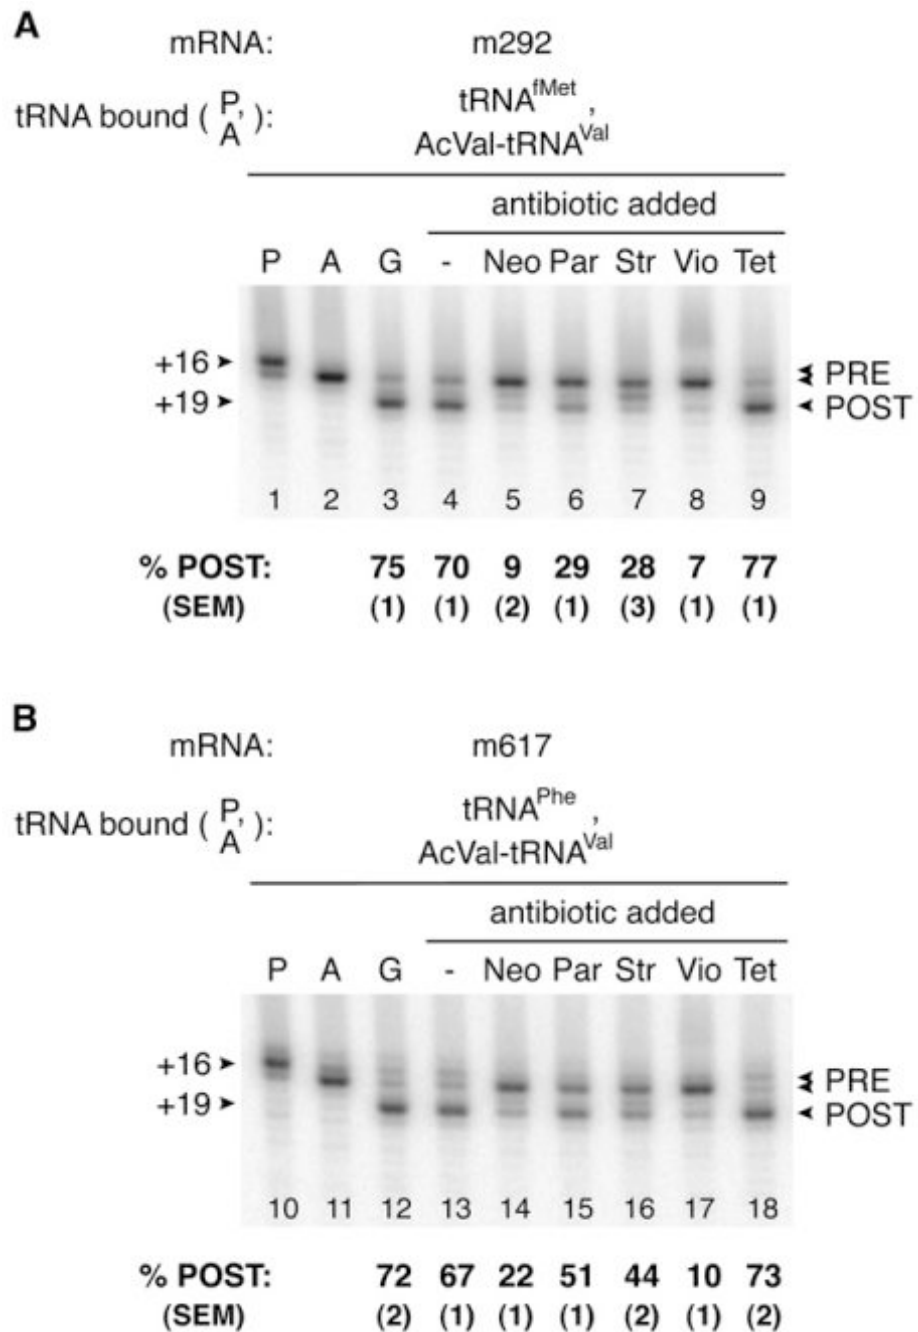 A
mRNA: m292
tRNA bound ( P, A ): tRNAfMet ,
AcVal-tRNAVal
antibiotic added
P A G - Neo Par Str Vio Tet
+16 PRE
+19 POST
1 2 3 4 5 6 7 8 9
% POST: 75 70 9 29 28 7 77
(SEM) (1) (1) (2) (1) (3) (1) (1)
B
mRNA: m617
tRNA bound ( P, A ): tRNAPhe ,
AcVal-tRNAVal
antibiotic added
P A G - Neo Par Str Vio Tet
+16 PRE
+19 POST
10 11 12 13 14 15 16 17 18
% POST: 72 67 22 51 44 10 73
(SEM) (2) (1) (1) (1) (2) (1) (2)